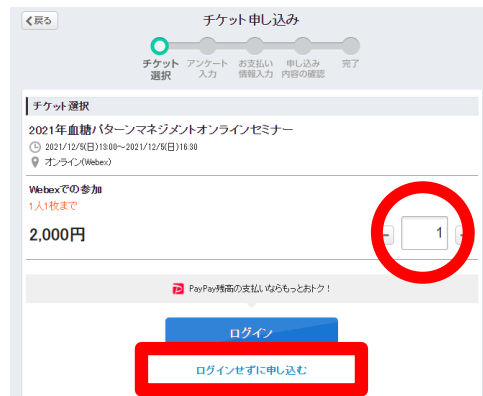 戻る
チケット申し込み
チケット選択
アンケート入力
お支払い情報入力
申し込み内容の確認
完了
チケット選択
2021年血糖パターンマネジメントオンラインセミナー
2021/12/5(日)13:00～2021/12/5(日)16:30
オンライン(Webex)
Webexでの参加
1人1枚まで
2,000円
1
PayPay残高の支払いならもっとおトク！
ログイン
ログインせずに申し込む